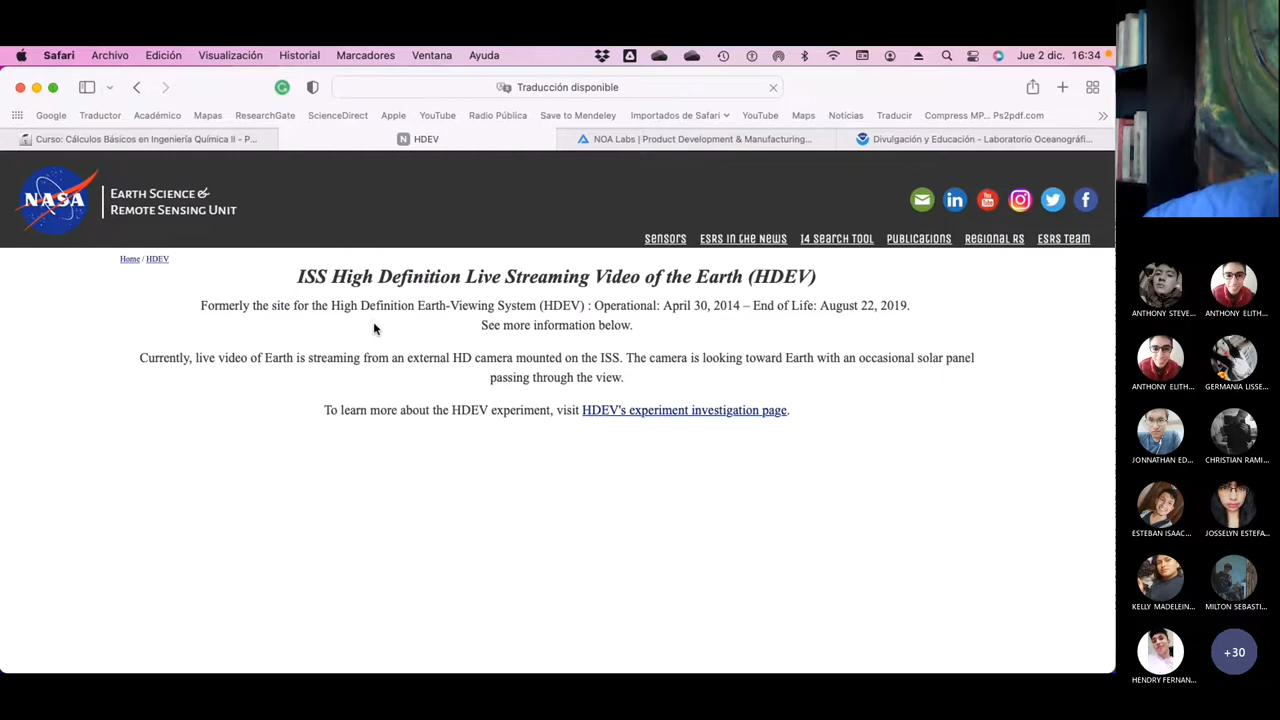 Safari Archivo Edición Visualización Historial Marcadores Ventana Ayuda Jue 2 dic. 16:34
Traducción disponible
Google Traductor Académico Mapas ResearchGate ScienceDirect Apple YouTube Radio Pública Save to Mendeley Importados de Safari YouTube Maps Noticias Traducir Compress MP... Ps2pdf.com
Curso: Cálculos Básicos en Ingeniería Química II - P... HDEV NOA Labs | Product Development & Manufacturing... Divulgación y Educación - Laboratorio Oceanográfi...
NASA
Earth Science &
Remote Sensing Unit
Sensors ESRS in the News I4 Search Tool Publications Regional RS ESRS Team
Home / HDEV
ISS High Definition Live Streaming Video of the Earth (HDEV)
Formerly the site for the High Definition Earth-Viewing System (HDEV) : Operational: April 30, 2014 – End of Life: August 22, 2019.
See more information below.
Currently, live video of Earth is streaming from an external HD camera mounted on the ISS. The camera is looking toward Earth with an occasional solar panel
passing through the view.
To learn more about the HDEV experiment, visit HDEV's experiment investigation page.
ANTHONY STEVE... ANTHONY ELITH...
ANTHONY ELITH... GERMANIA LISSE...
JONNATHAN ED... CHRISTIAN RAMI...
ESTEBAN ISAAC... JOSSELYN ESTEFA...
KELLY MADELEIN... MILTON SEBASTI...
HENDRY FERNAN... +30